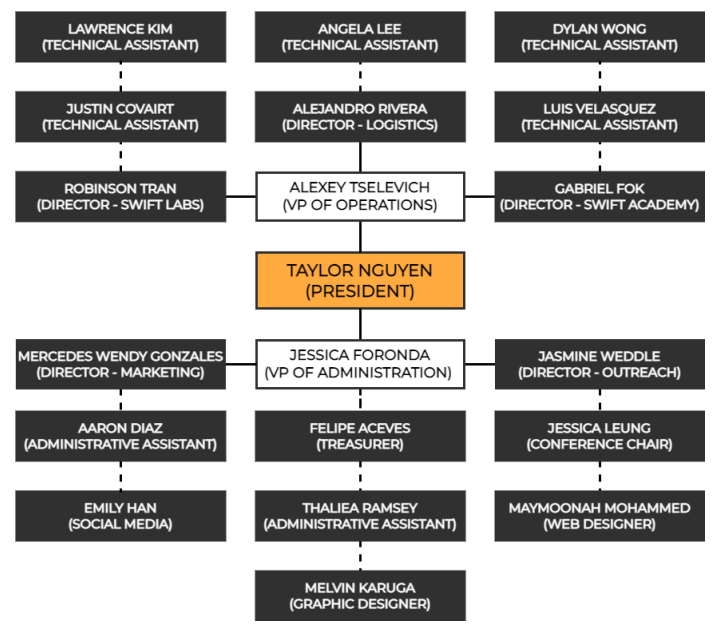 LAWRENCE KIM
(TECHNICAL ASSISTANT)
ANGELA LEE
(TECHNICAL ASSISTANT)
DYLAN WONG
(TECHNICAL ASSISTANT)
JUSTIN COVAIRT
(TECHNICAL ASSISTANT)
ALEJANDRO RIVERA
(DIRECTOR - LOGISTICS)
LUIS VELASQUEZ
(TECHNICAL ASSISTANT)
ROBINSON TRAN
(DIRECTOR - SWIFT LABS)
ALEXEY TSELEVICH
(VP OF OPERATIONS)
GABRIEL FOK
(DIRECTOR - SWIFT ACADEMY)
TAYLOR NGUYEN
(PRESIDENT)
MERCEDES WENDY GONZALES
(DIRECTOR - MARKETING)
JESSICA FORONDA
(VP OF ADMINISTRATION)
JASMINE WEDDLE
(DIRECTOR - OUTREACH)
AARON DIAZ
(ADMINISTRATIVE ASSISTANT)
FELIPE ACEVES
(TREASURER)
JESSICA LEUNG
(CONFERENCE CHAIR)
EMILY HAN
(SOCIAL MEDIA)
THALIEA RAMSEY
(ADMINISTRATIVE ASSISTANT)
MAYMOONAH MOHAMMED
(WEB DESIGNER)
MELVIN KARUGA
(GRAPHIC DESIGNER)